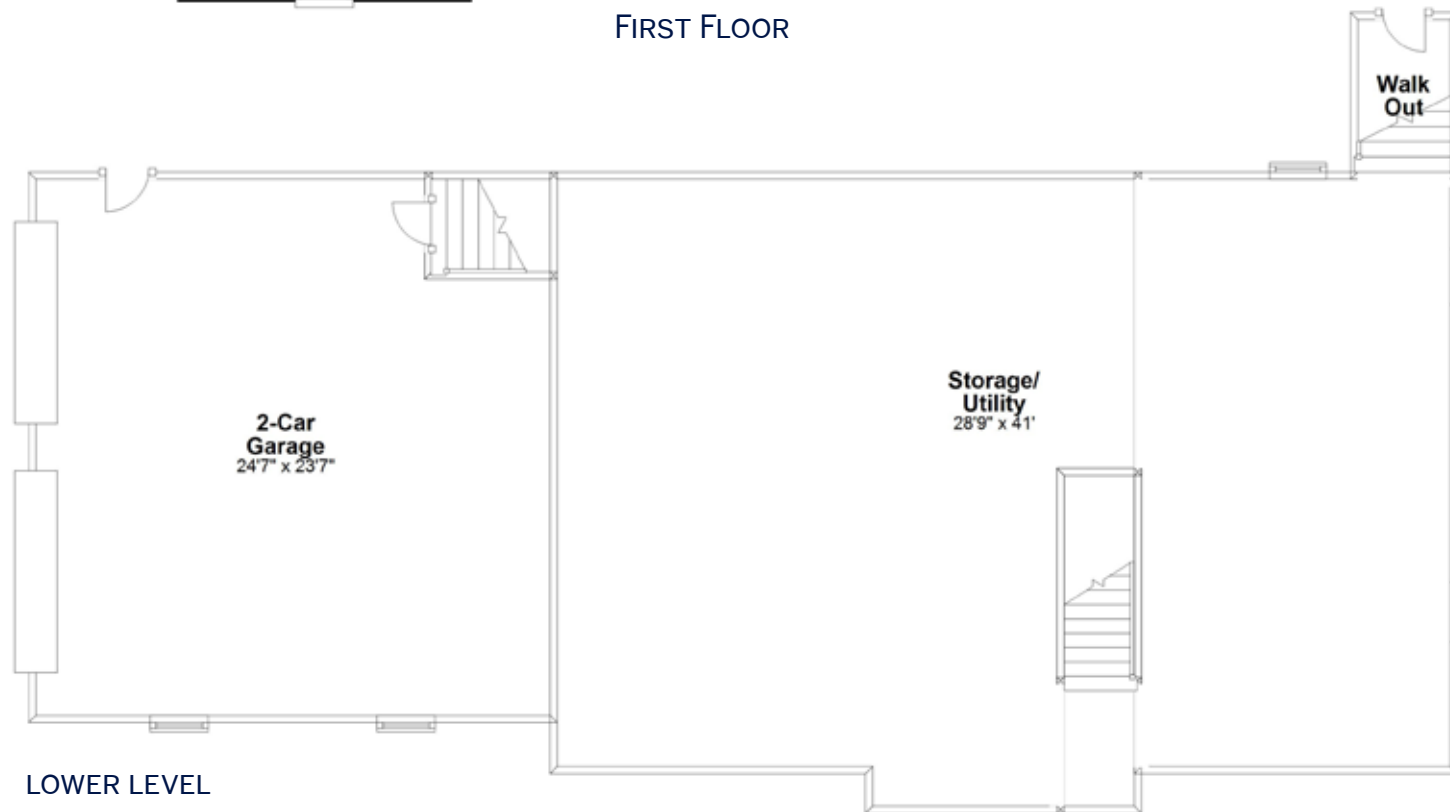 FIRST FLOOR
Walk
Out
Storage/
Utility
28'9" x 41'
2-Car
Garage
24'7" x 23'7"
LOWER LEVEL